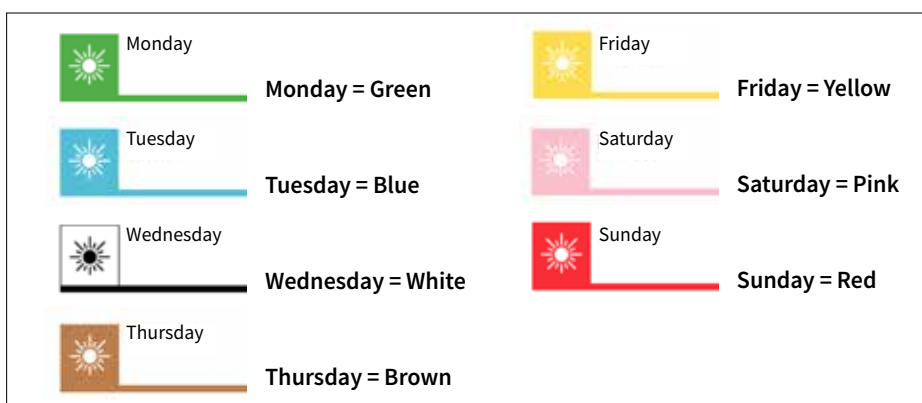 Monday
Monday = Green
Tuesday
Tuesday = Blue
Wednesday
Wednesday = White
Thursday
Thursday = Brown
Friday
Friday = Yellow
Saturday
Saturday = Pink
Sunday
Sunday = Red